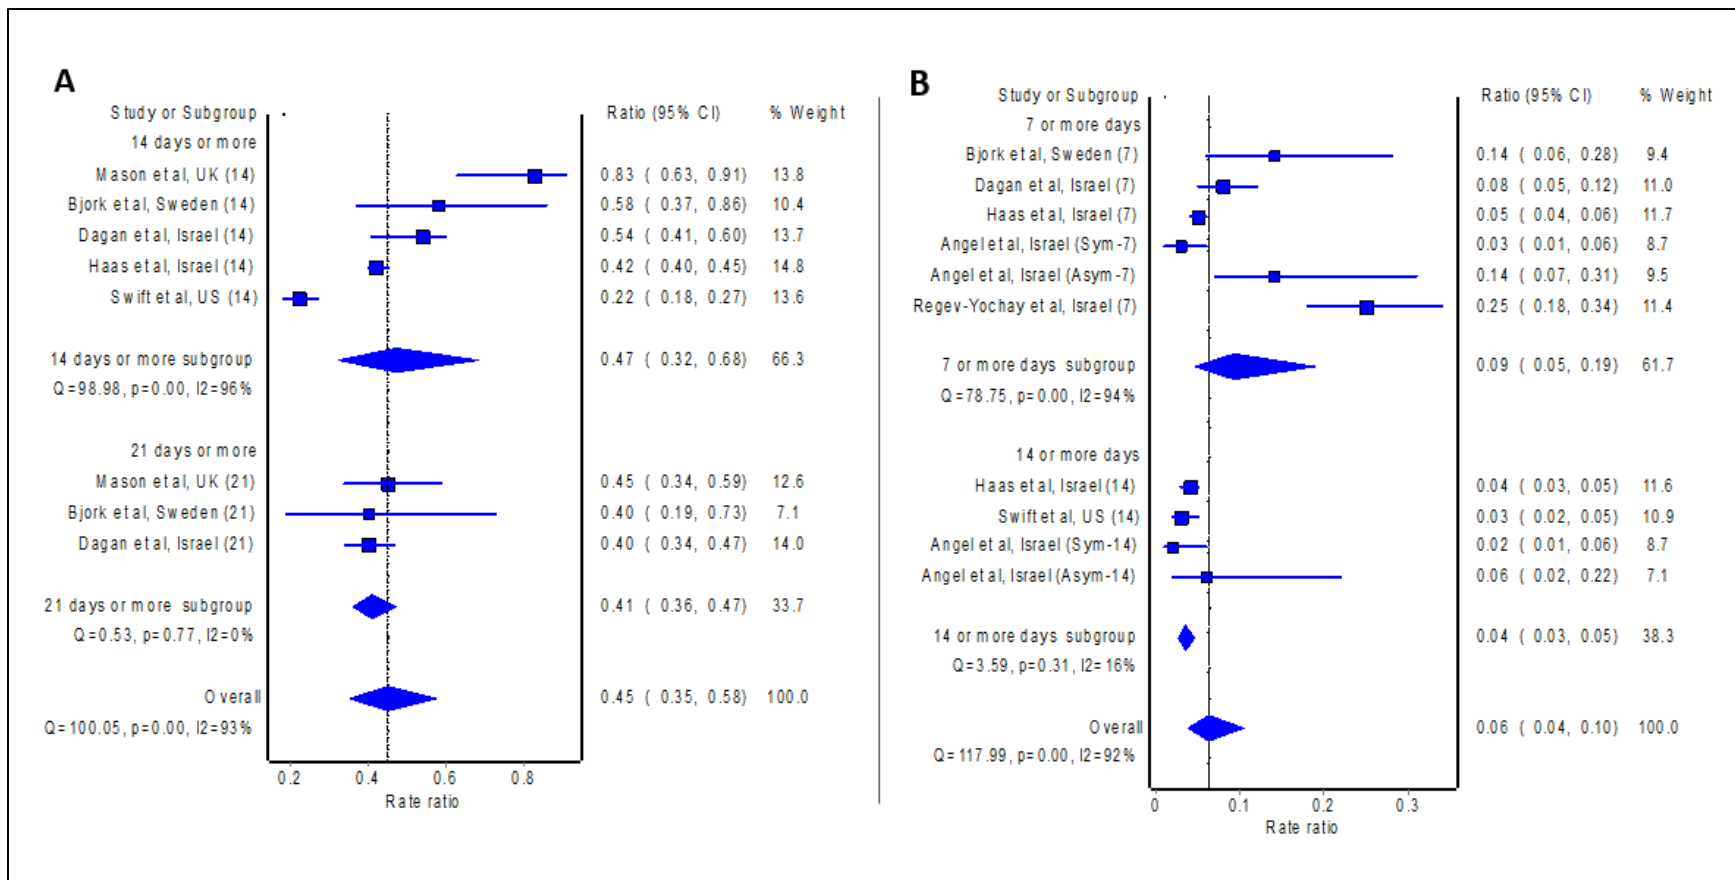 A
Study or Subgroup Ratio (95% CI) % Weight
14 days or more
Mason et al, UK (14) 0.83 ( 0.63, 0.91) 13.8
Bjork et al, Sweden (14) 0.58 ( 0.37, 0.86) 10.4
Dagan et al, Israel (14) 0.54 ( 0.41, 0.60) 13.7
Haas et al, Israel (14) 0.42 ( 0.40, 0.45) 14.8
Swift et al, US (14) 0.22 ( 0.18, 0.27) 13.6
14 days or more subgroup 0.47 ( 0.32, 0.68) 66.3
Q=98.98, p=0.00, I2=96%
21 days or more
Mason et al, UK (21) 0.45 ( 0.34, 0.59) 12.6
Bjork et al, Sweden (21) 0.40 ( 0.19, 0.73) 7.1
Dagan et al, Israel (21) 0.40 ( 0.34, 0.47) 14.0
21 days or more subgroup 0.41 ( 0.36, 0.47) 33.7
Q=0.53, p=0.77, I2=0%
Overall 0.45 ( 0.35, 0.58) 100.0
Q=100.05, p=0.00, I2=93%
0.2 0.4 0.6 0.8
Rate ratio
B
Study or Subgroup Ratio (95% CI) % Weight
7 or more days
Bjork et al, Sweden (7) 0.14 ( 0.06, 0.28) 9.4
Dagan et al, Israel (7) 0.08 ( 0.05, 0.12) 11.0
Haas et al, Israel (7) 0.05 ( 0.04, 0.06) 11.7
Angel et al, Israel (Sym-7) 0.03 ( 0.01, 0.06) 8.7
Angel et al, Israel (Asym-7) 0.14 ( 0.07, 0.31) 9.5
Regev-Yochay et al, Israel (7) 0.25 ( 0.18, 0.34) 11.4
7 or more days subgroup 0.09 ( 0.05, 0.19) 61.7
Q=78.75, p=0.00, I2=94%
14 or more days
Haas et al, Israel (14) 0.04 ( 0.03, 0.05) 11.6
Swift et al, US (14) 0.03 ( 0.02, 0.05) 10.9
Angel et al, Israel (Sym-14) 0.02 ( 0.01, 0.06) 8.7
Angel et al, Israel (Asym-14) 0.06 ( 0.02, 0.22) 7.1
14 or more days subgroup 0.04 ( 0.03, 0.05) 38.3
Q=3.59, p=0.31, I2=16%
Overall 0.06 ( 0.04, 0.10) 100.0
Q=117.99, p=0.00, I2=92%
0 0.1 0.2 0.3
Rate ratio